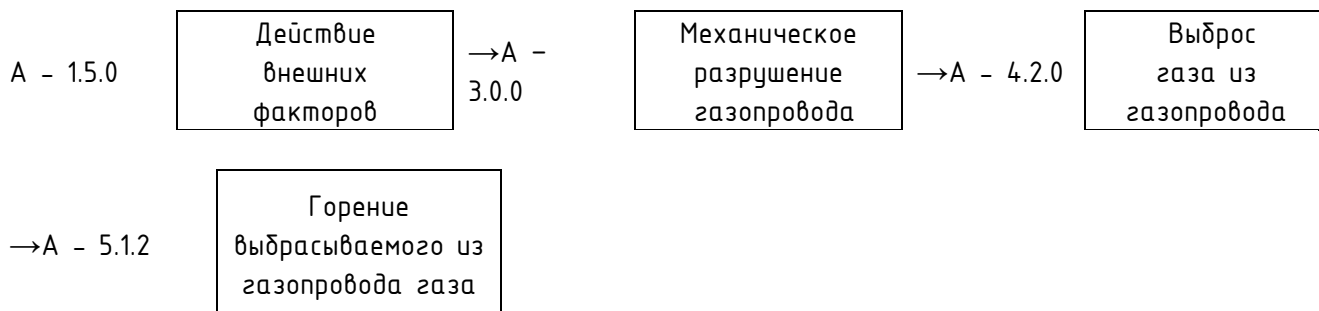 А – 1.5.0
Действие
внешних
факторов
→А –
3.0.0
Механическое
разрушение
газопровода
→А – 4.2.0
Выброс
газа из
газопровода
→А – 5.1.2
Горение
выбрасываемого из
газопровода газа